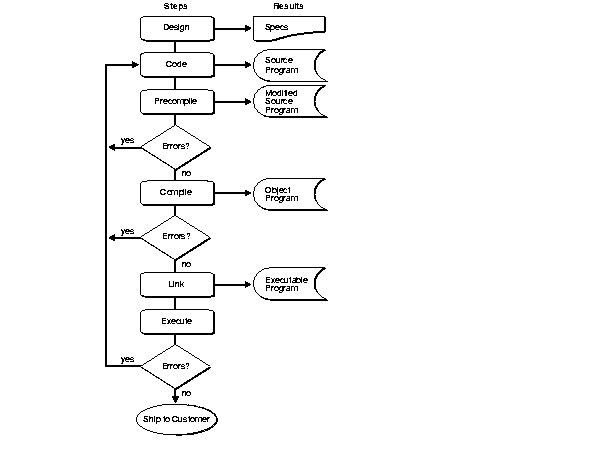 Steps Results
Design Specs
Code Source
Program
Precompile Modified
Source
Program
yes Errors?
no
Compile Object
Program
yes Errors?
no
Link Executable
Program
Execute
yes Errors?
no
Ship to Customer